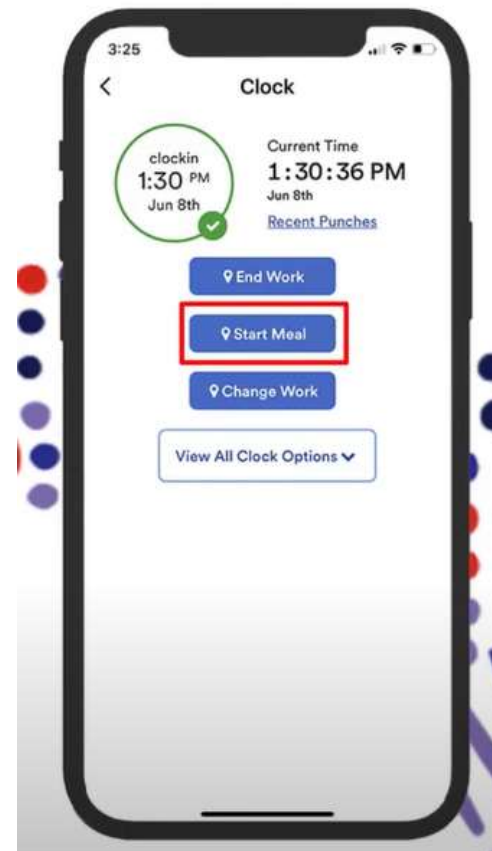 3:25
Clock
clockin
1:30 PM
Jun 8th
Current Time
1:30:36 PM
Jun 8th
Recent Punches
End Work
Start Meal
Change Work
View All Clock Options